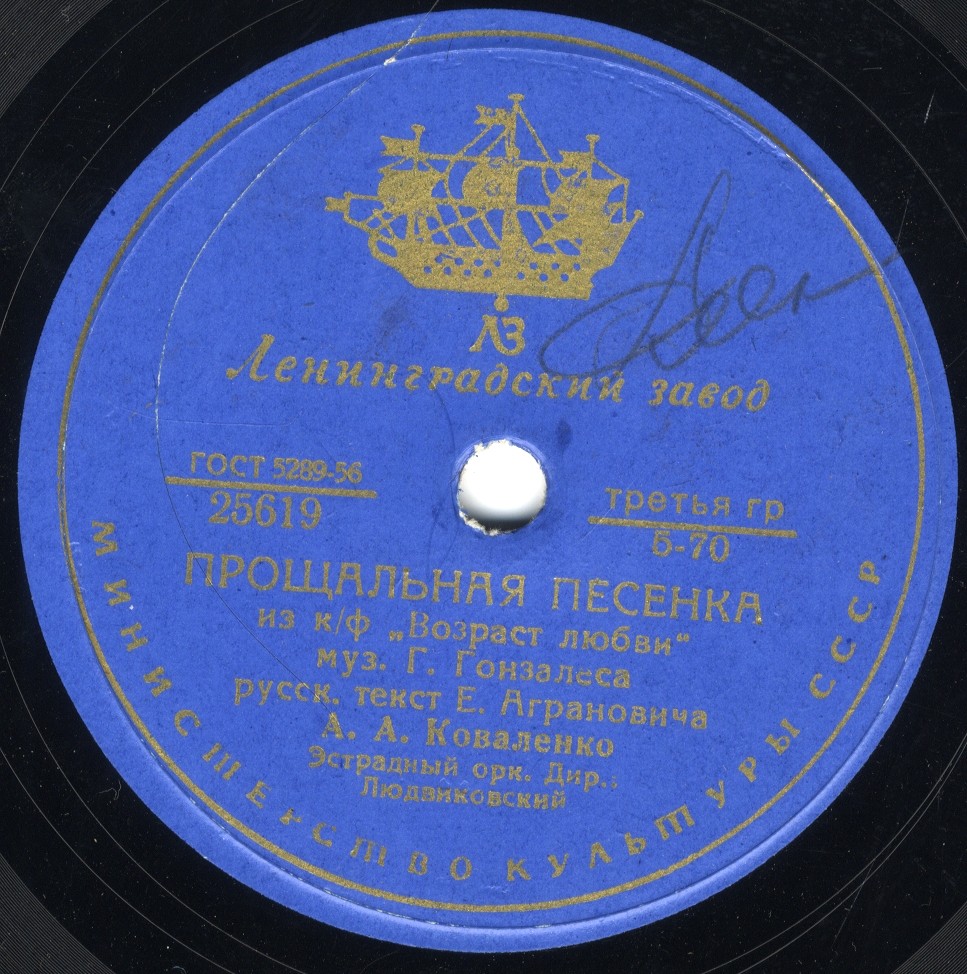 ЛЗ
Ленинградский завод
ГОСТ 5289-56
25619
третья гр
5-70
ПРОЩАЛЬНАЯ ПЕСЕНКА
из к/ф „Возраст любви“
муз. Г. Гонзалеса
русск. текст Е. Аграновича
А. А. Коваленко
Эстрадный орк. Дир.:
Людвиковский
МИНИСТЕРСТВО КУЛЬТУРЫ СССР